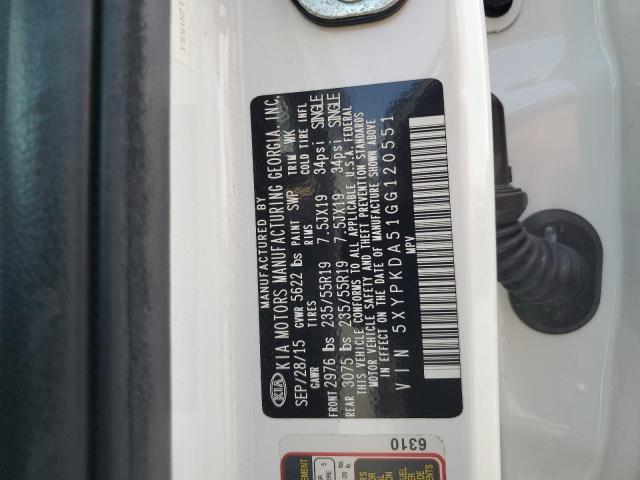 MANUFACTURED BY
KIA KIA MOTORS MANUFACTURING GEORGIA, INC.
SEP/28/15 GVWR 5622 lbs PAINT SWP TRIM WK
GAWR TIRES RIMS COLD TIRE INFL
FRONT 2976 lbs 235/55R19 7.5JX19 34psi SINGLE
REAR 3075 lbs 235/55R19 7.5JX19 34psi SINGLE
THIS VEHICLE CONFORMS TO ALL APPLICABLE U.S.A. FEDERAL
MOTOR VEHICLE SAFETY AND THEFT PREVENTION STANDARDS
IN EFFECT ON THE DATE OF MANUFACTURE SHOWN ABOVE
VIN 5XYPKDA51GG120551
MPV
6310